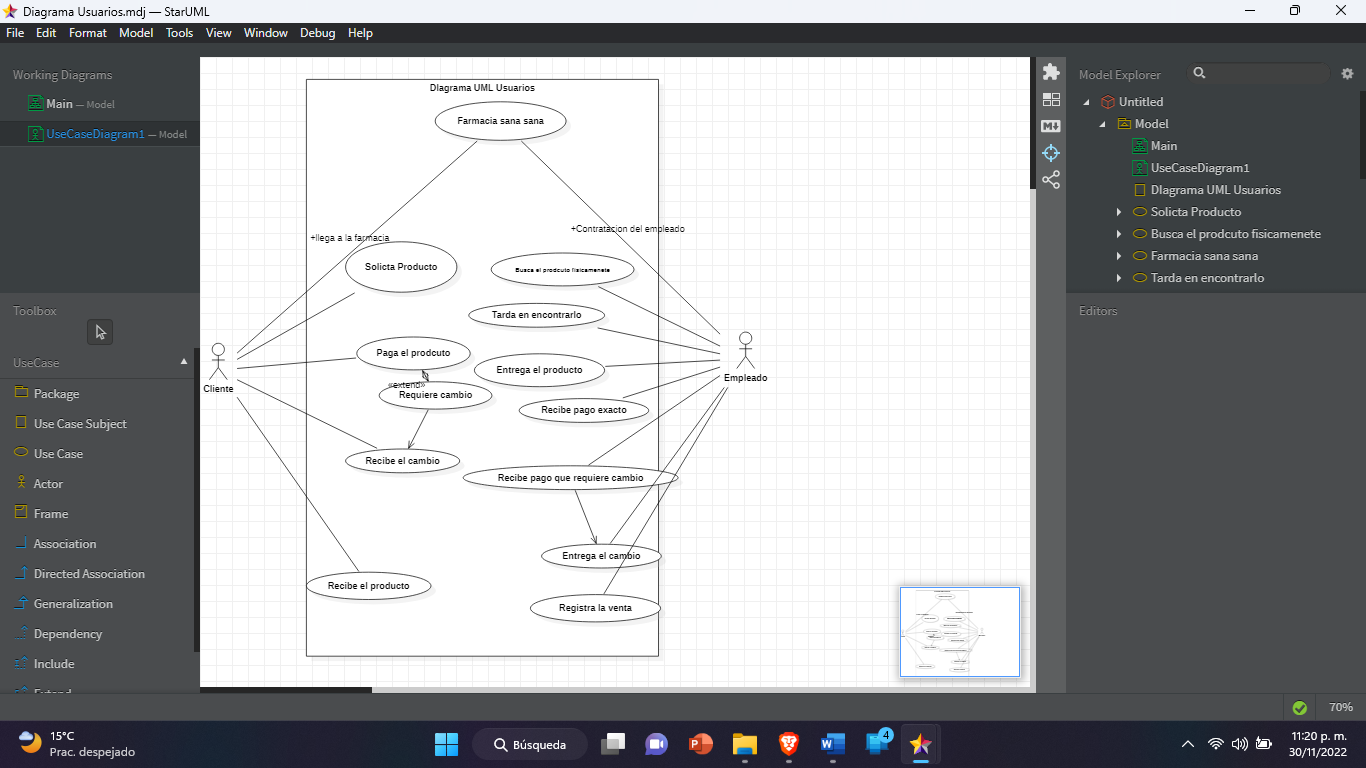 Diagrama Usuarios.mdj — StarUML
File Edit Format Model Tools View Window Debug Help
Working Diagrams
Main — Model
UseCaseDiagram1 — Model
Toolbox
UseCase
Package
Use Case Subject
Use Case
Actor
Frame
Association
Directed Association
Generalization
Dependency
Include
Extend
DIagrama UML Usuarios
Farmacia sana sana
+llega a la farmacia
+Contratacion del empleado
Solicta Producto
Busca el prodcuto fisicamenete
Tarda en encontrarlo
Paga el prodcuto
Entrega el producto
«extend»
Requiere cambio
Recibe pago exacto
Cliente
Empleado
Recibe el cambio
Recibe pago que requiere cambio
Entrega el cambio
Recibe el producto
Registra la venta
Model Explorer
Untitled
Model
Main
UseCaseDiagram1
DIagrama UML Usuarios
Solicta Producto
Busca el prodcuto fisicamenete
Farmacia sana sana
Tarda en encontrarlo
Editors
70%
15°C
Prac. despejado
Búsqueda
4
11:20 p. m.
30/11/2022